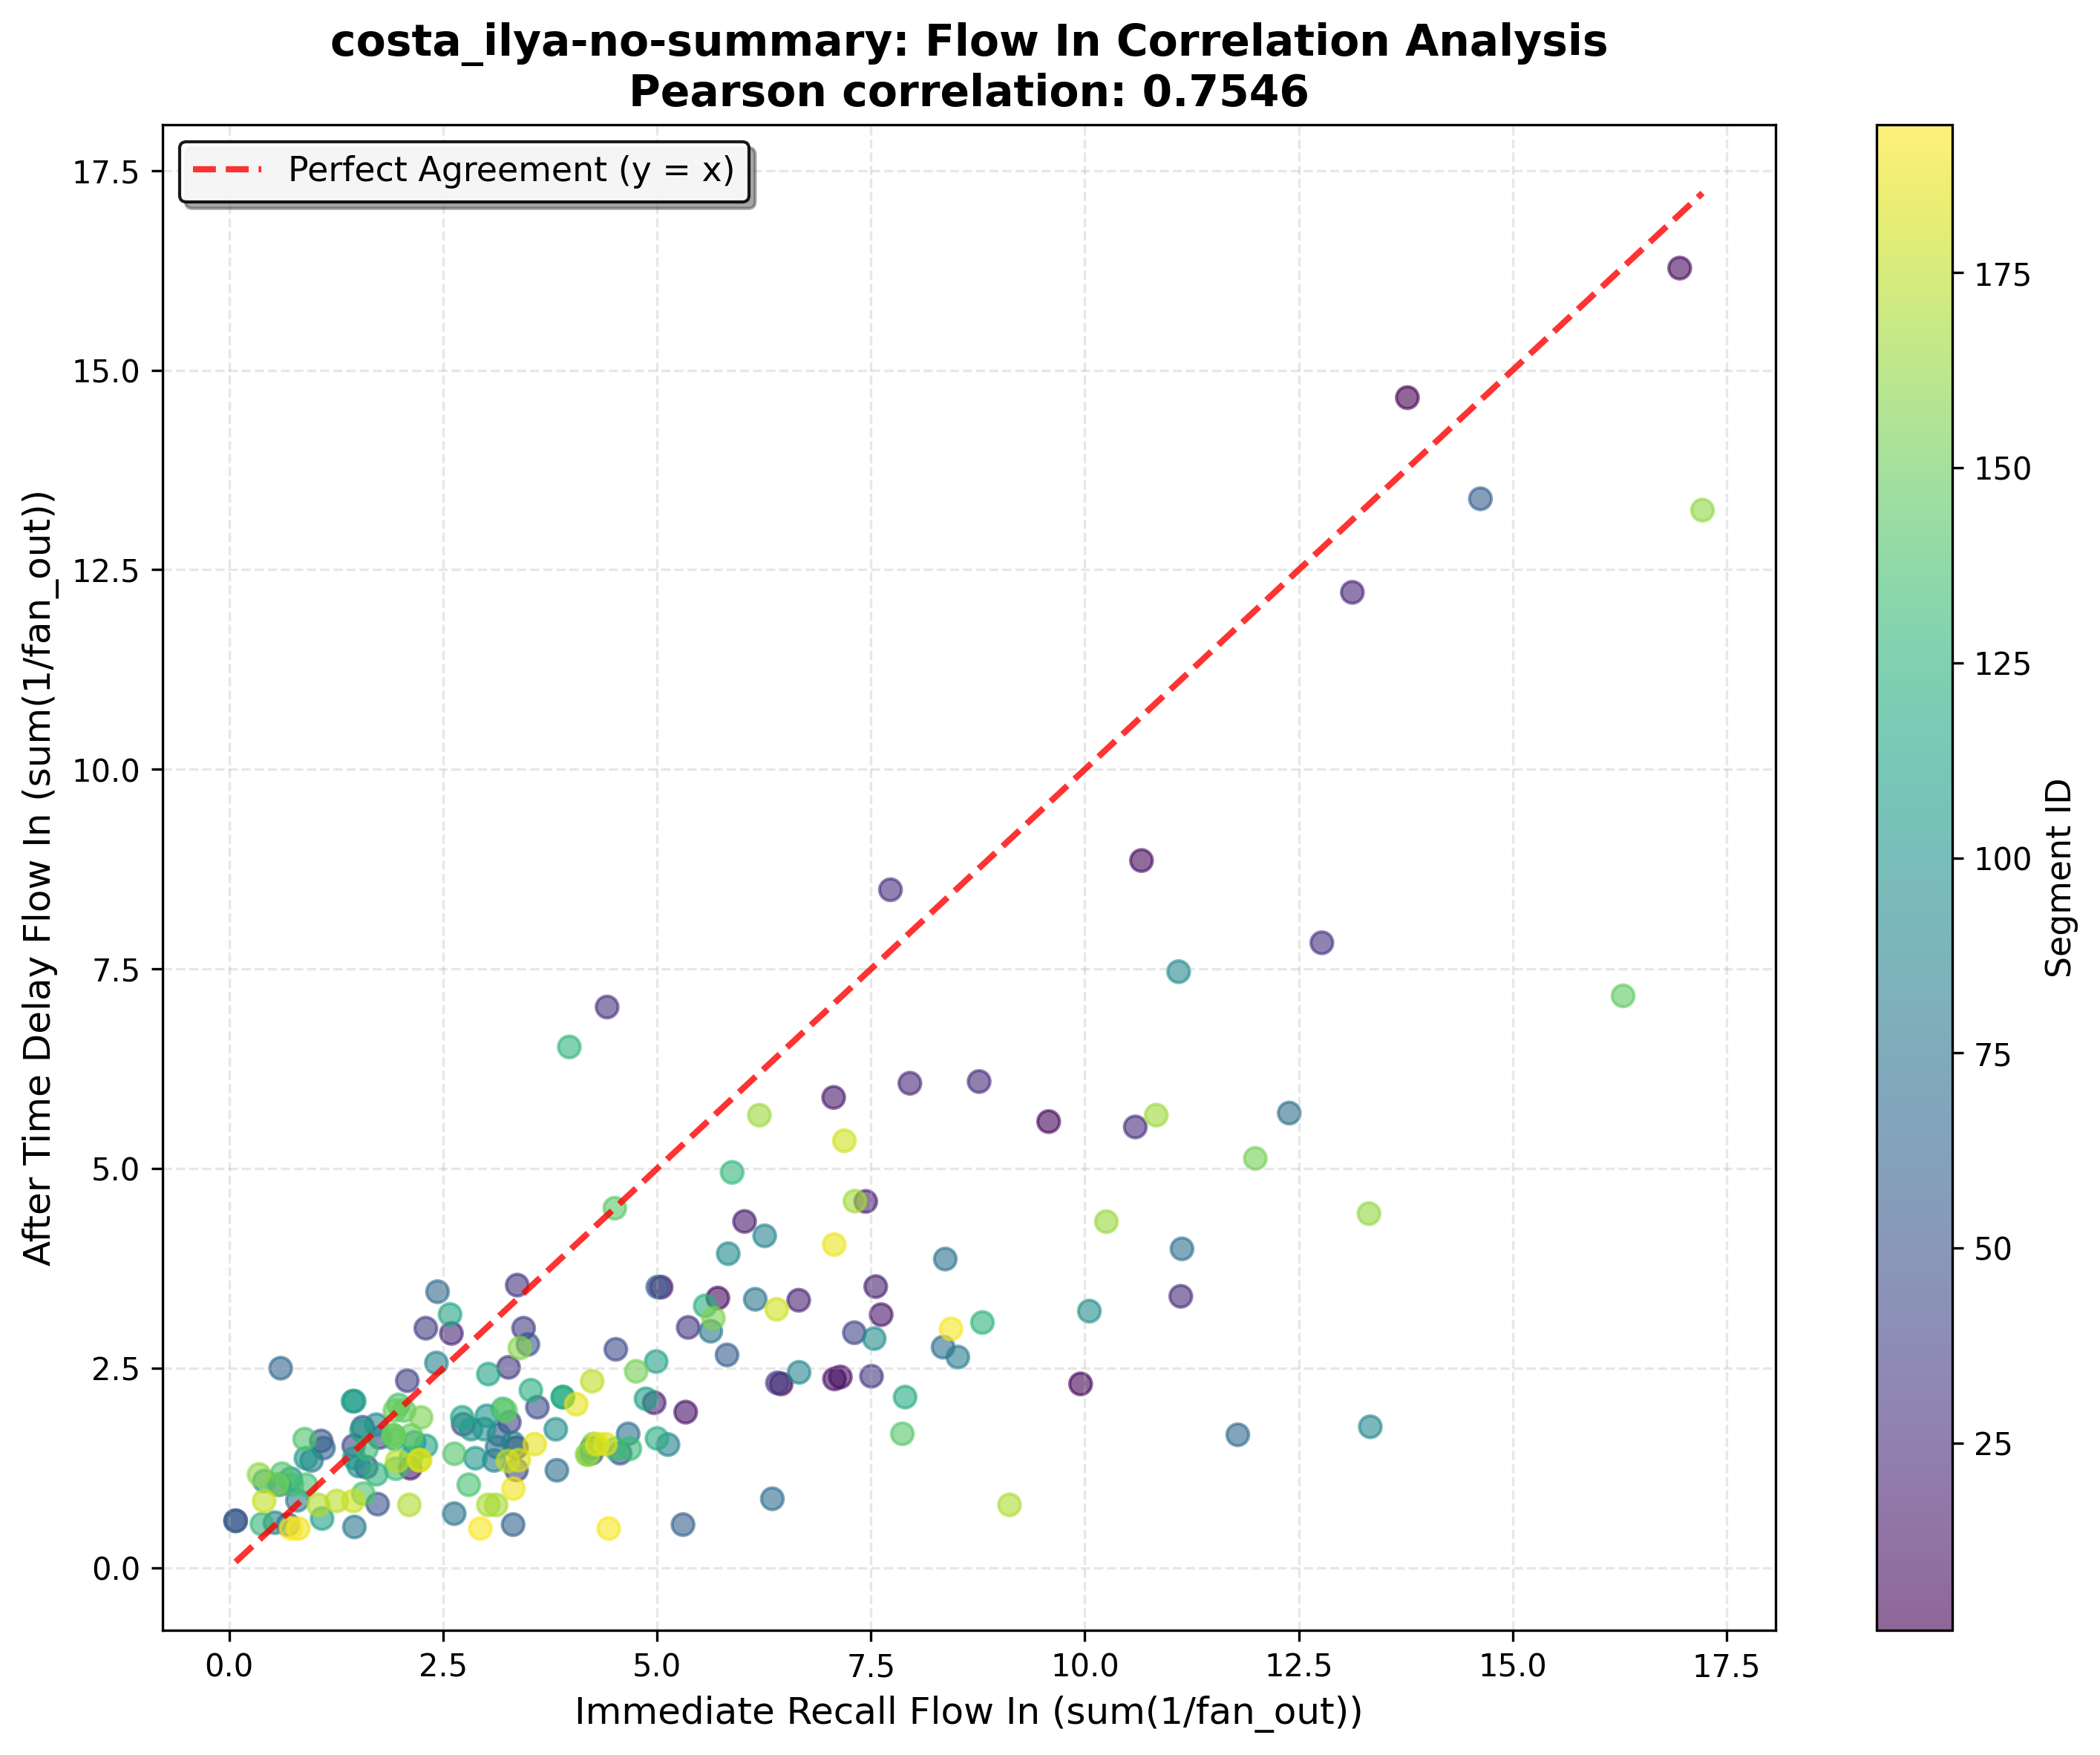 costa_ilya-no-summary: Flow In Correlation Analysis
Pearson correlation: 0.7546
Perfect Agreement (y = x)
After Time Delay Flow In (sum(1/fan_out))
17.5
15.0
12.5
10.0
7.5
5.0
2.5
0.0
0.0 2.5 5.0 7.5 10.0 12.5 15.0 17.5
Immediate Recall Flow In (sum(1/fan_out))
175
150
125
100
75
50
25
Segment ID